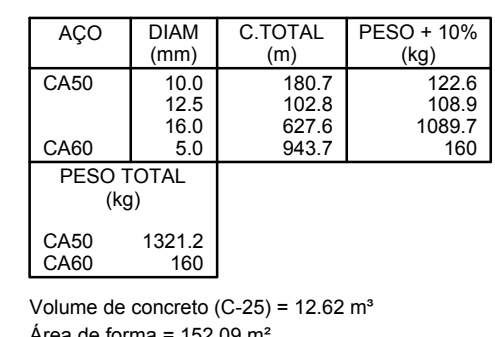 AÇO DIAM C.TOTAL PESO + 10%
(mm) (m) (kg)
CA50 10.0 180.7 122.6
12.5 102.8 108.9
16.0 627.6 1089.7
CA60 5.0 943.7 160
PESO TOTAL
(kg)
CA50 1321.2
CA60 160
Volume de concreto (C-25) = 12.62 m³
Área de forma = 152.09 m²